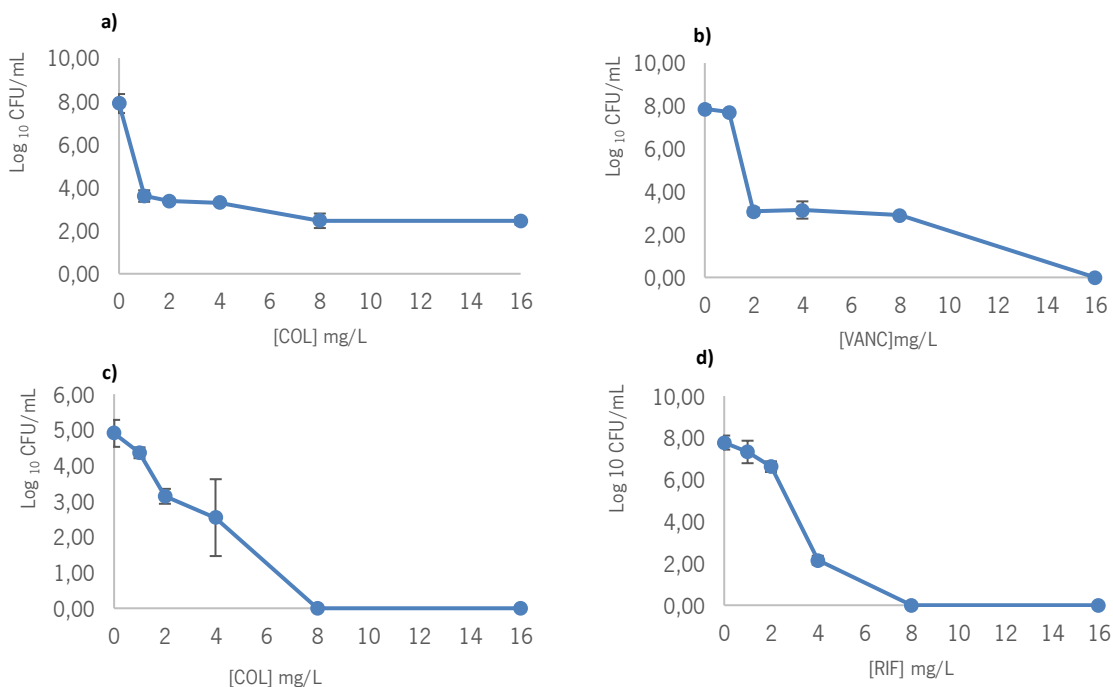 a)
Log 10 CFU/mL
10,00
8,00
6,00
4,00
2,00
0,00
0 2 4 6 8 10 12 14 16
[COL] mg/L
b)
Log 10 CFU/mL
10,00
8,00
6,00
4,00
2,00
0,00
0 2 4 6 8 10 12 14 16
[VANC]mg/L
c)
Log 10 CFU/mL
6,00
5,00
4,00
3,00
2,00
1,00
0,00
0 2 4 6 8 10 12 14 16
[COL] mg/L
d)
Log 10 CFU/mL
10,00
8,00
6,00
4,00
2,00
0,00
0 2 4 6 8 10 12 14 16
[RIF] mg/L